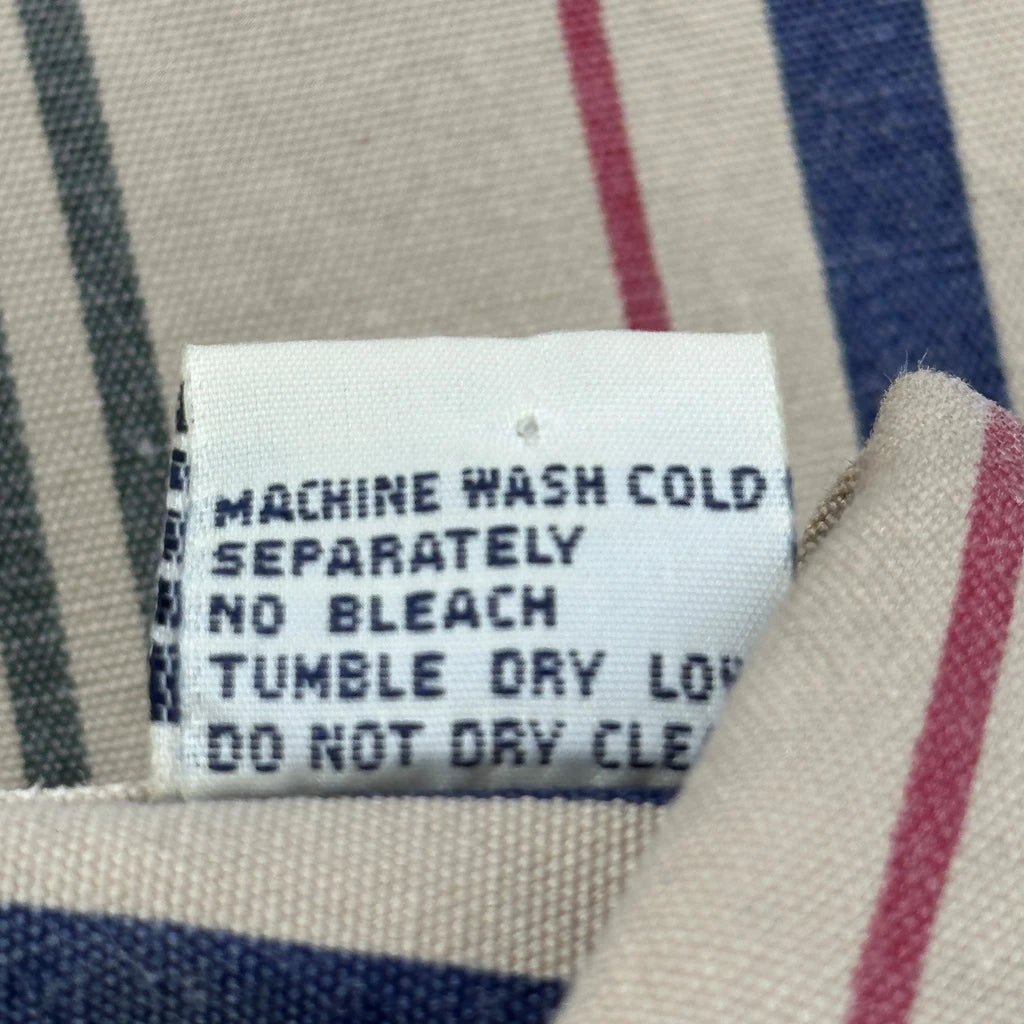 MACHINE WASH COLD
SEPARATELY
NO BLEACH
TUMBLE DRY
DO NOT DRY